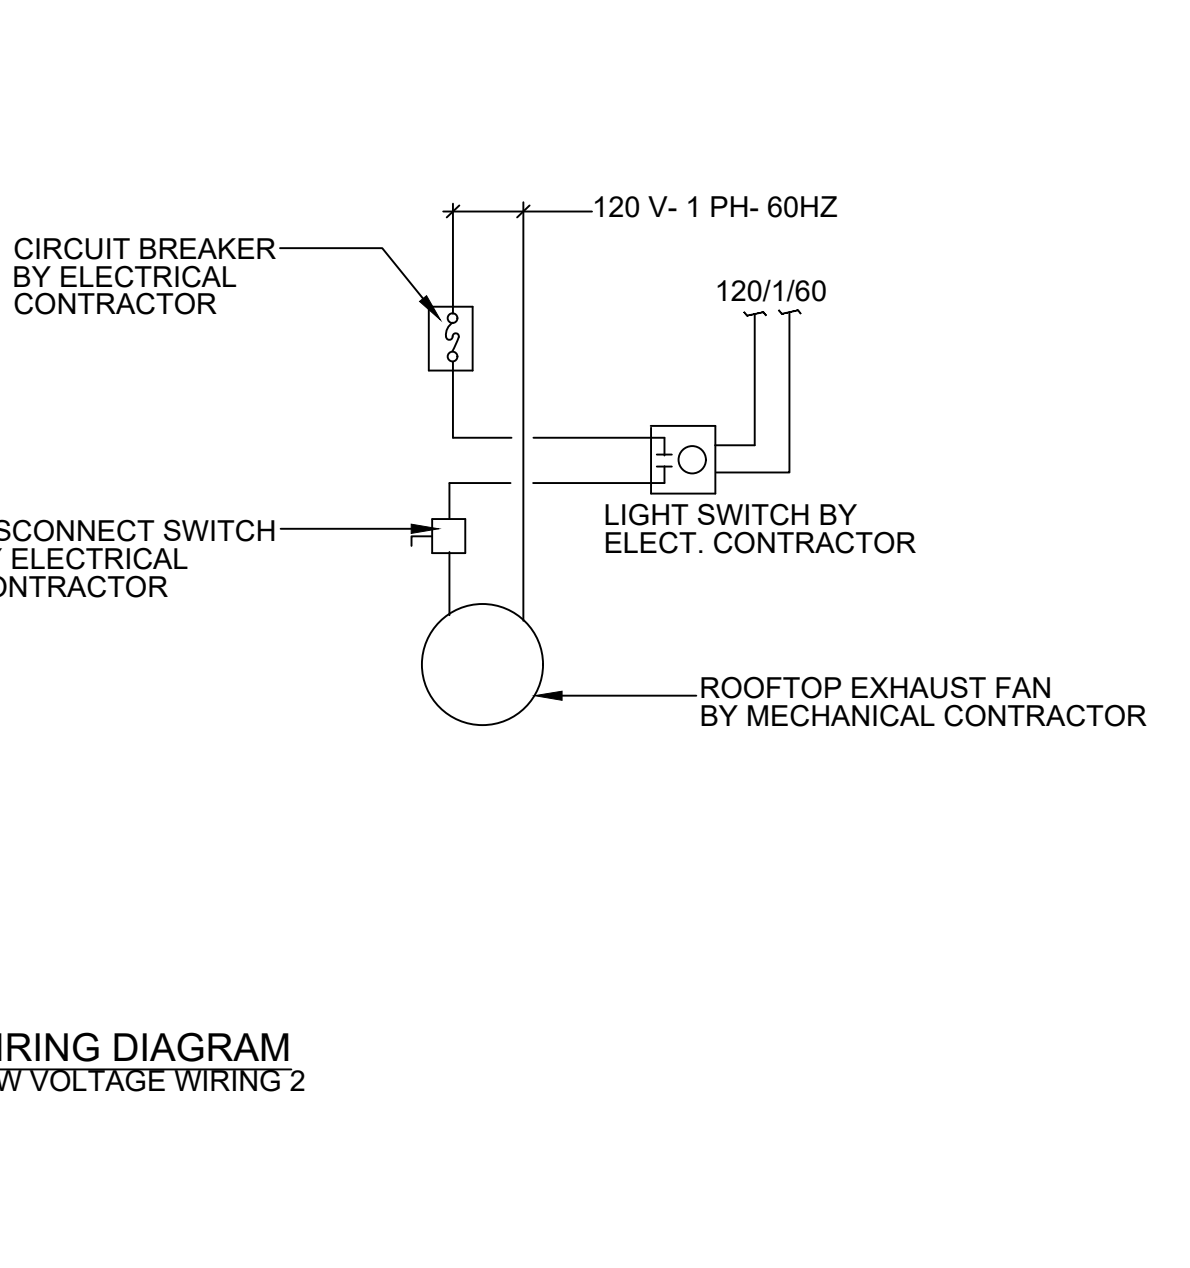 120 V- 1 PH- 60HZ
CIRCUIT BREAKER
BY ELECTRICAL
CONTRACTOR
120/1/60
LIGHT SWITCH BY
ELECT. CONTRACTOR
SCONNECT SWITCH
ELECTRICAL
ONTRACTOR
ROOFTOP EXHAUST FAN
BY MECHANICAL CONTRACTOR
IRING DIAGRAM
W VOLTAGE WIRING 2